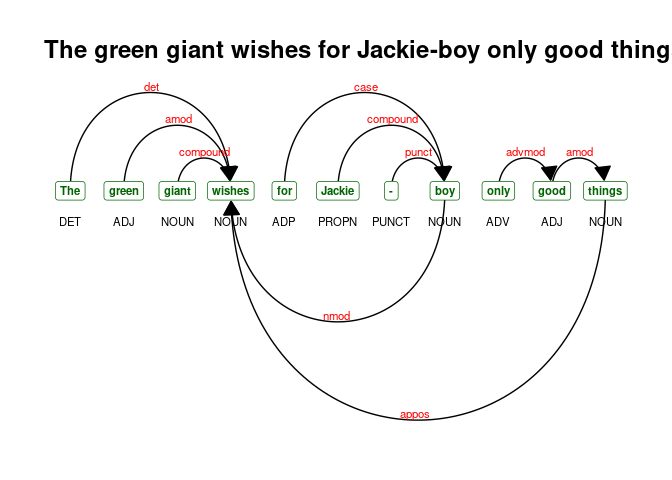 The green giant wishes for Jackie-boy only good thing
det case
amod compound
compound punct advmod amod
The green giant wishes for Jackie - boy only good things
DET ADJ NOUN NOUN ADP PROPN PUNCT NOUN ADV ADJ NOUN
nmod
appos